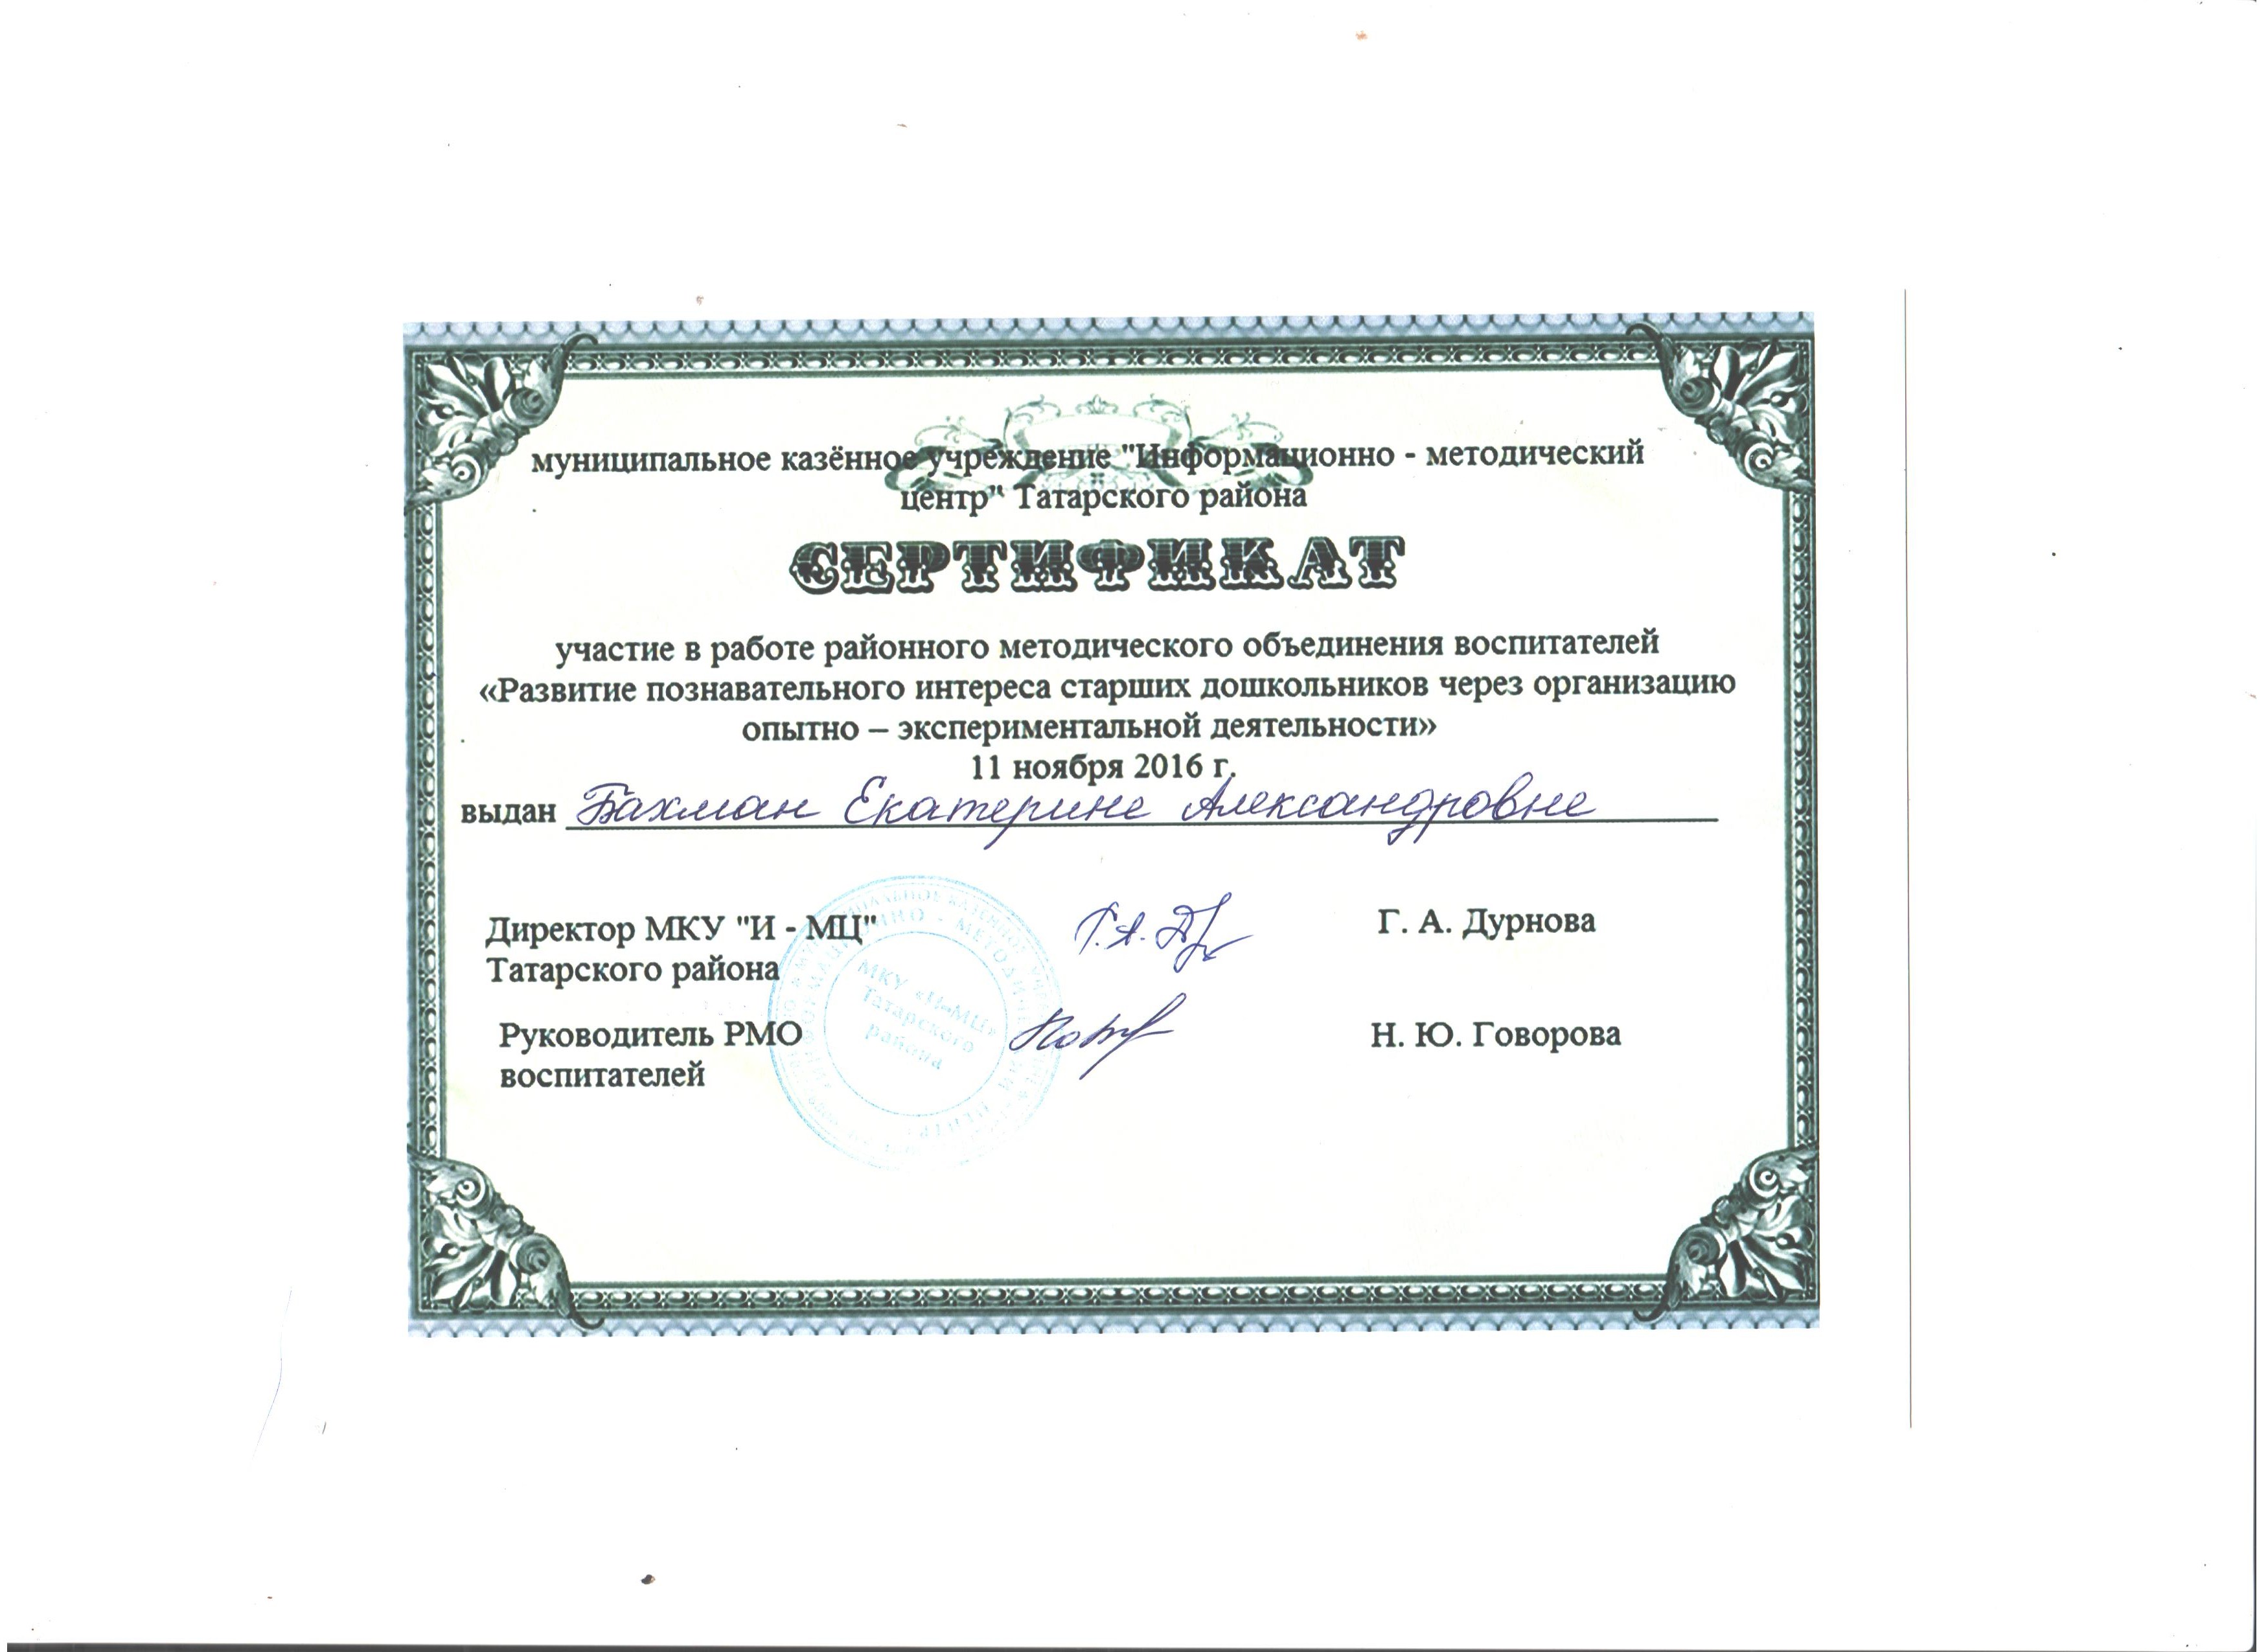 муниципальное казённое учреждение "Информационно - методический
центр" Татарского района
СЕРТИФИКАТ
участие в работе районного методического объединения воспитателей
«Развитие познавательного интереса старших дошкольников через организацию
опытно – экспериментальной деятельности»
11 ноября 2016 г.
выдан Бахман Екатерине Александровне
Директор МКУ "И - МЦ" Г. А. Дурнова
Татарского района
МКУ «И-МЦ»
Татарского
района
Руководитель РМО Н. Ю. Говорова
воспитателей